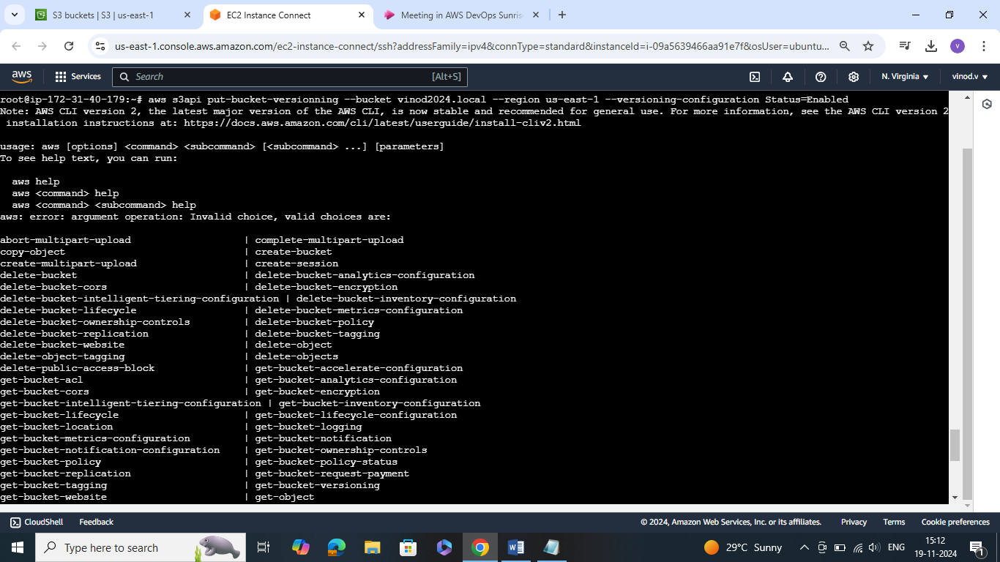 S3 buckets | S3 | us-east-1
EC2 Instance Connect
Meeting in AWS DevOps Sunris
us-east-1.console.aws.amazon.com/ec2-instance-connect/ssh?addressFamily=ipv4&connType=standard&instanceId=i-09a5639466aa91e7f&osUser=ubuntu...
V
aws
Services
Search
[Alt+S]
N. Virginia
vinod.v
root@ip-172-31-40-179:~# aws s3api put-bucket-versionning --bucket vinod2024.local --region us-east-1 --versioning-configuration Status=Enabled
Note: AWS CLI version 2, the latest major version of the AWS CLI, is now stable and recommended for general use. For more information, see the AWS CLI version 2
installation instructions at: https://docs.aws.amazon.com/cli/latest/userguide/install-cliv2.html
usage: aws [options] <command> <subcommand> [<subcommand> ...] [parameters]
To see help text, you can run:
aws help
aws <command> help
aws <command> <subcommand> help
aws: error: argument operation: Invalid choice, valid choices are:
abort-multipart-upload | complete-multipart-upload
copy-object | create-bucket
create-multipart-upload | create-session
delete-bucket | delete-bucket-analytics-configuration
delete-bucket-cors | delete-bucket-encryption
delete-bucket-intelligent-tiering-configuration | delete-bucket-inventory-configuration
delete-bucket-lifecycle | delete-bucket-metrics-configuration
delete-bucket-ownership-controls | delete-bucket-policy
delete-bucket-replication | delete-bucket-tagging
delete-bucket-website | delete-object
delete-object-tagging | delete-objects
delete-public-access-block | get-bucket-accelerate-configuration
get-bucket-acl | get-bucket-analytics-configuration
get-bucket-cors | get-bucket-encryption
get-bucket-intelligent-tiering-configuration | get-bucket-inventory-configuration
get-bucket-lifecycle | get-bucket-lifecycle-configuration
get-bucket-location | get-bucket-logging
get-bucket-metrics-configuration | get-bucket-notification
get-bucket-notification-configuration | get-bucket-ownership-controls
get-bucket-policy | get-bucket-policy-status
get-bucket-replication | get-bucket-request-payment
get-bucket-tagging | get-bucket-versioning
get-bucket-website | get-object
CloudShell
Feedback
© 2024, Amazon Web Services, Inc. or its affiliates.
Privacy
Terms
Cookie preferences
Type here to search
29°C Sunny
ENG
15:12
19-11-2024
1